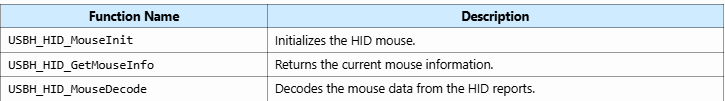 Function Name Description
USBH_HID_MouseInit Initializes the HID mouse.
USBH_HID_GetMouseInfo Returns the current mouse information.
USBH_HID_MouseDecode Decodes the mouse data from the HID reports.